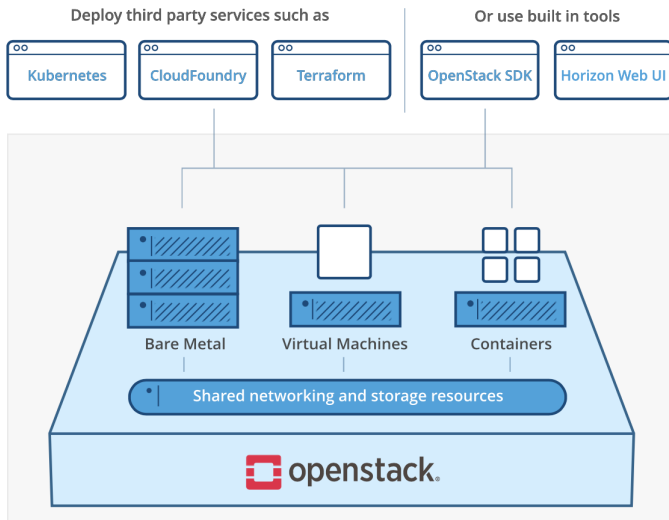 Deploy third party services such as
Or use built in tools
Kubernetes
CloudFoundry
Terraform
OpenStack SDK
Horizon Web UI
Bare Metal
Virtual Machines
Containers
Shared networking and storage resources
openstack.